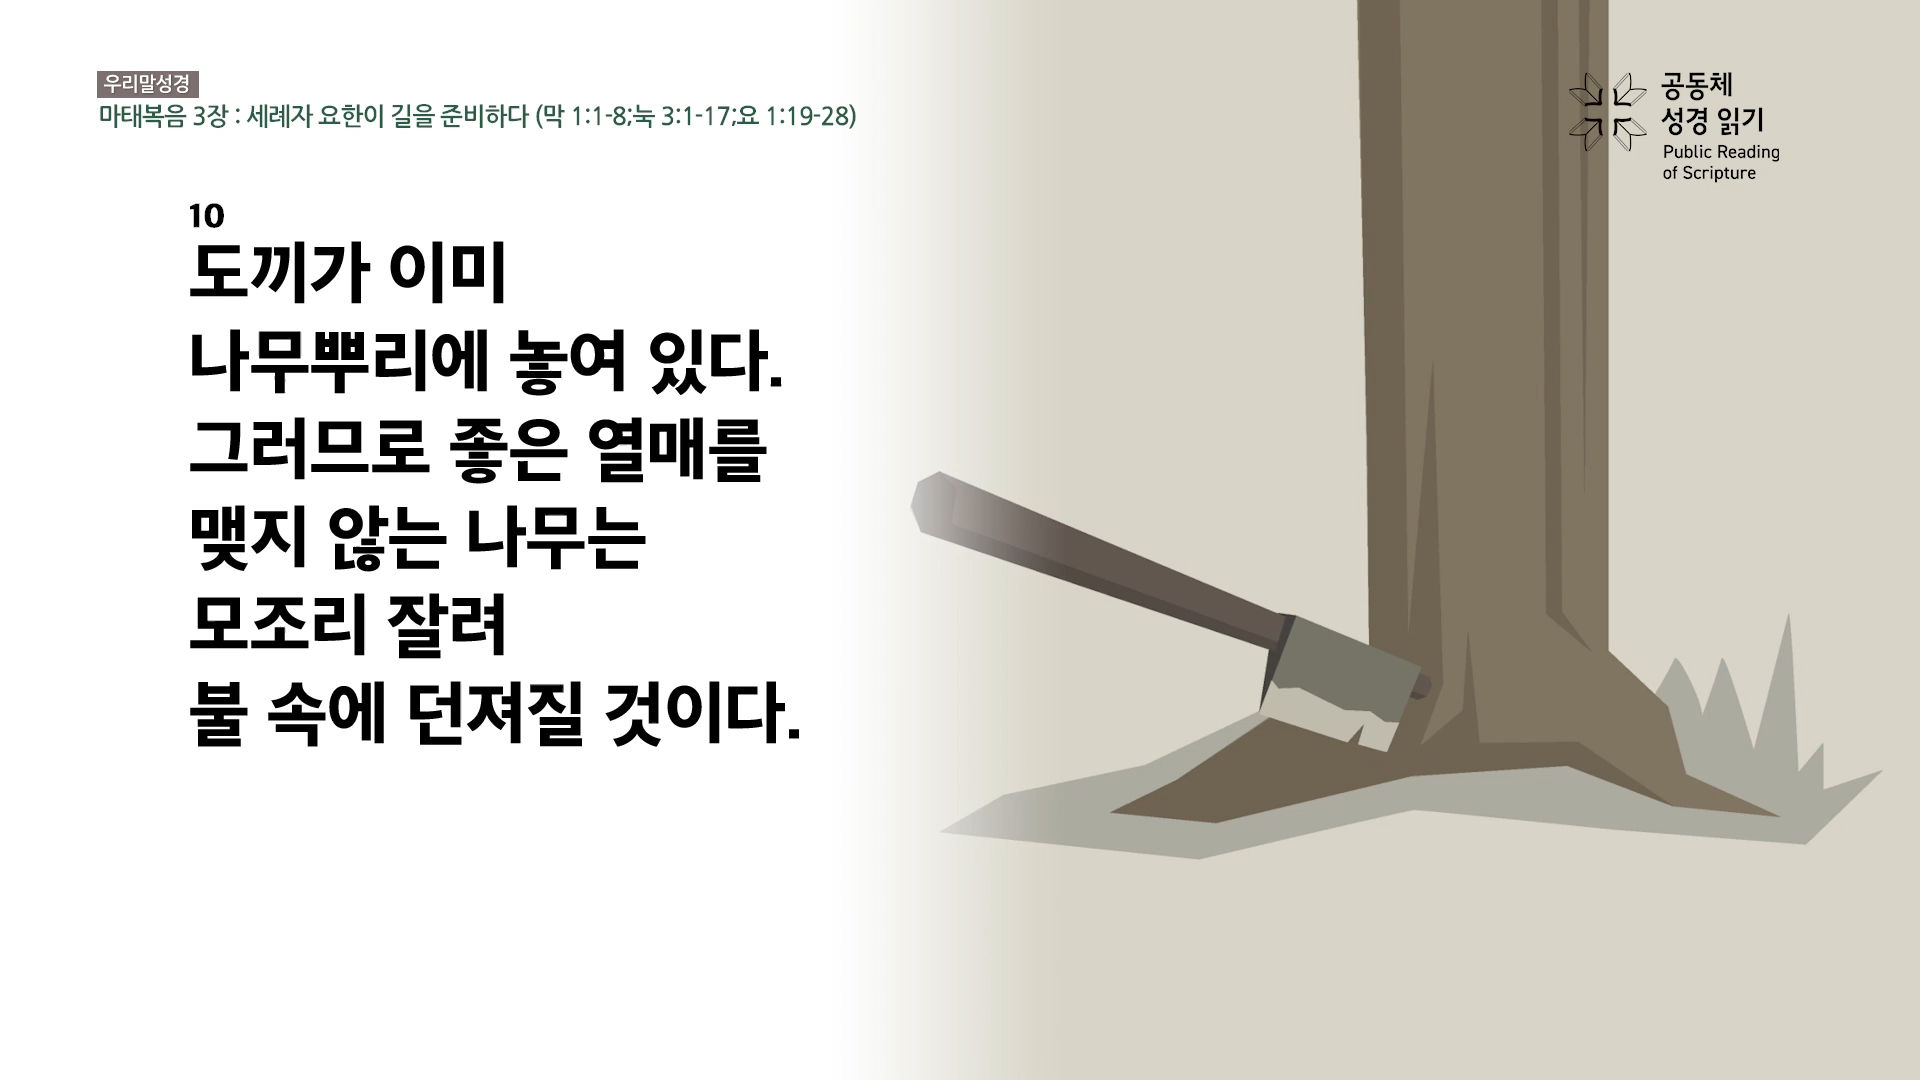 우리말성경
마태복음 3장 : 세례자 요한이 길을 준비하다 (막 1:1-8;눅 3:1-17;요 1:19-28)
공동체
성경 읽기
Public Reading
of Scripture
10
도끼가 이미
나무뿌리에 놓여 있다.
그러므로 좋은 열매를
맺지 않는 나무는
모조리 잘려
불 속에 던져질 것이다.